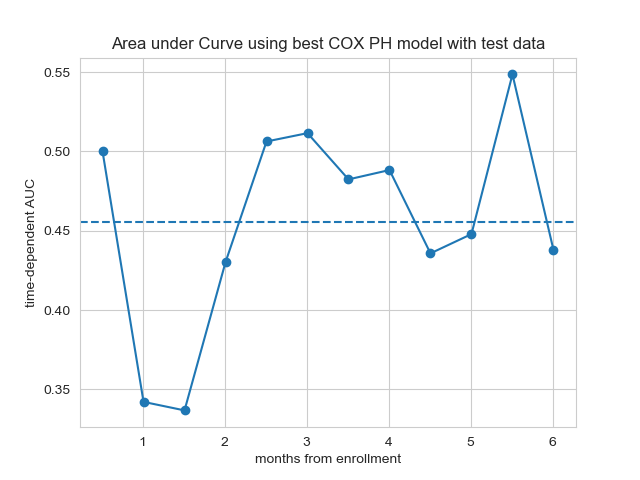 Area under Curve using best COX PH model with test data
time-dependent AUC
0.55
0.50
0.45
0.40
0.35
1 2 3 4 5 6
months from enrollment